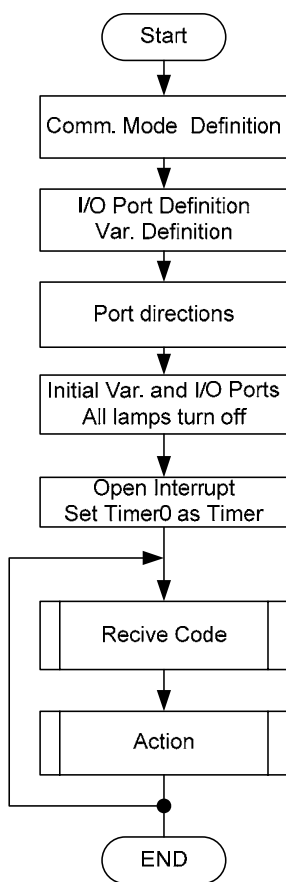 Start
Comm. Mode Definition
I/O Port Definition
Var. Definition
Port directions
Initial Var. and I/O Ports
All lamps turn off
Open Interrupt
Set Timer0 as Timer
Recive Code
Action
END